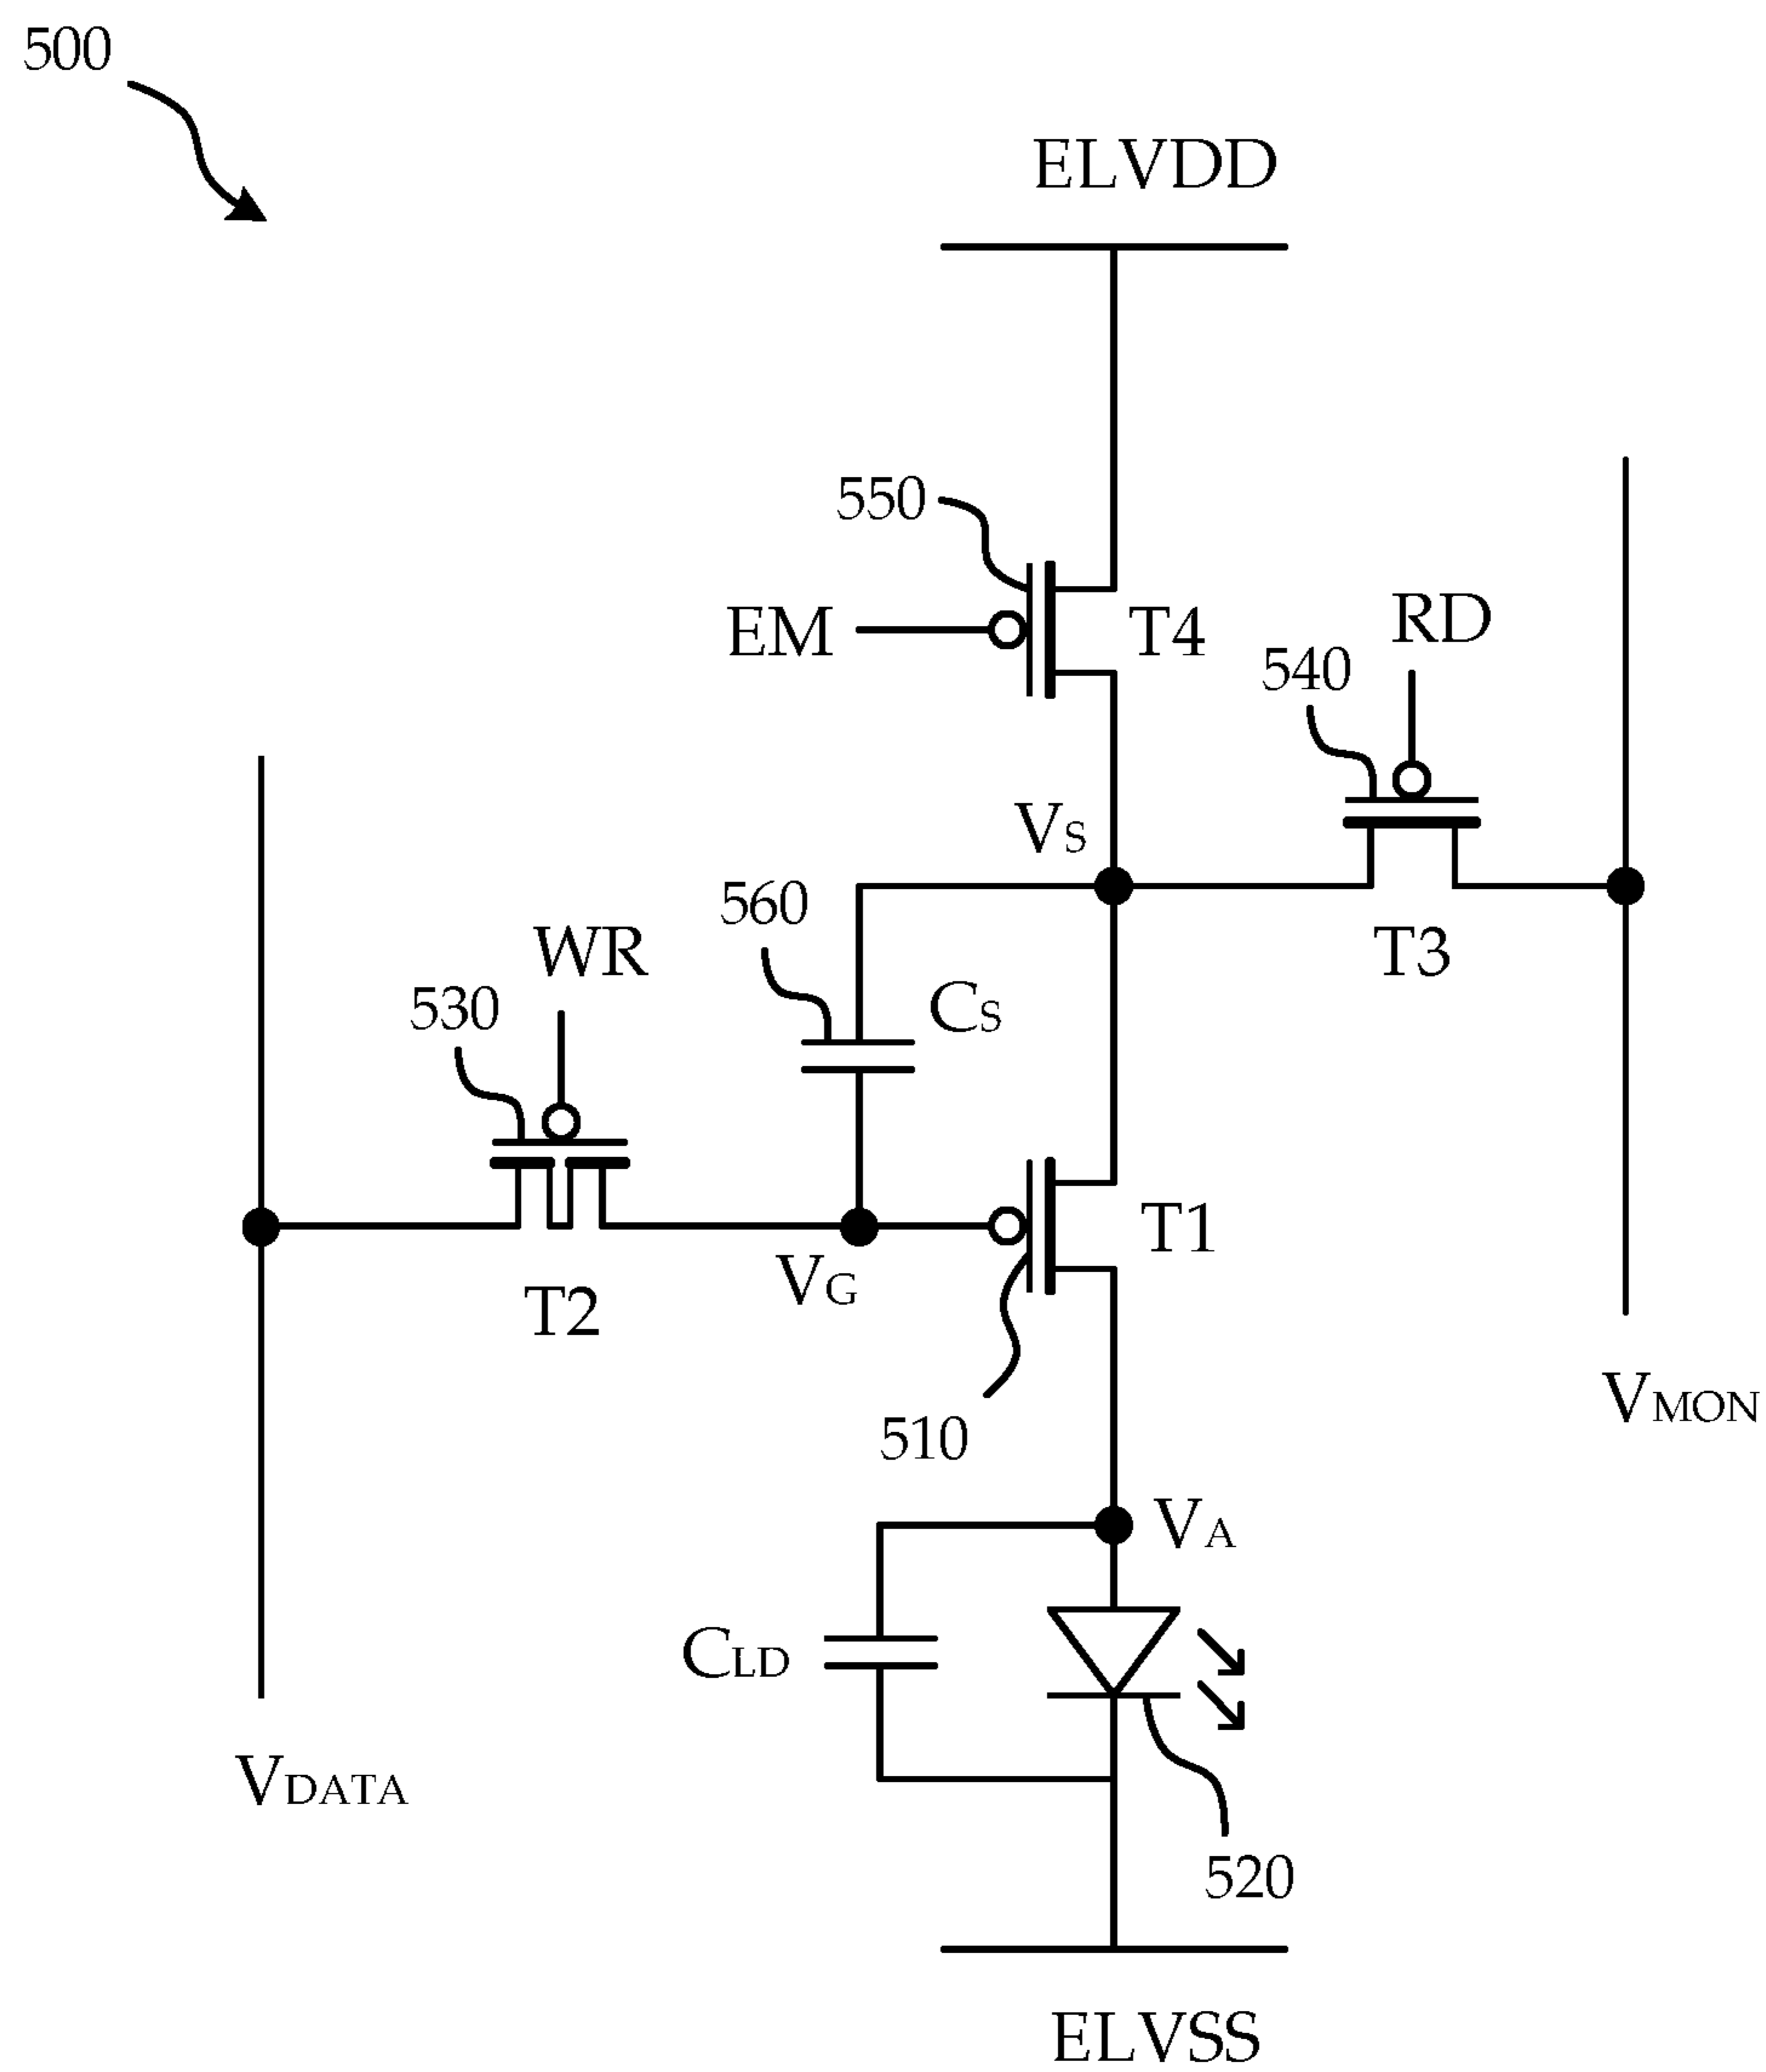 500
ELVDD
550
EM
T4
RD
540
VS
560
WR
T3
530
CS
T1
VG
T2
VMON
510
VA
CLD
VDATA
520
ELVSS